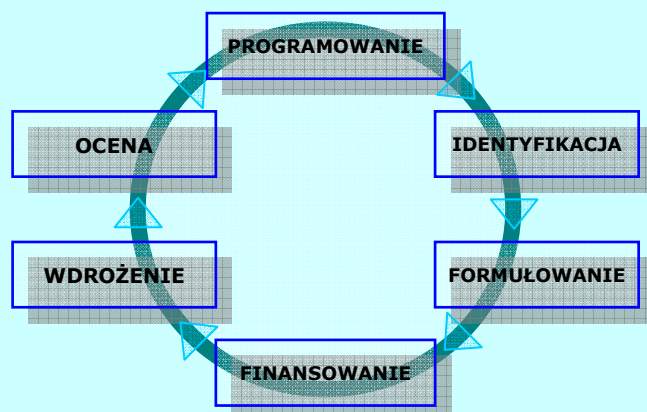 PROGRAMOWANIE
IDENTYFIKACJA
FORMUŁOWANIE
FINANSOWANIE
WDROŻENIE
OCENA